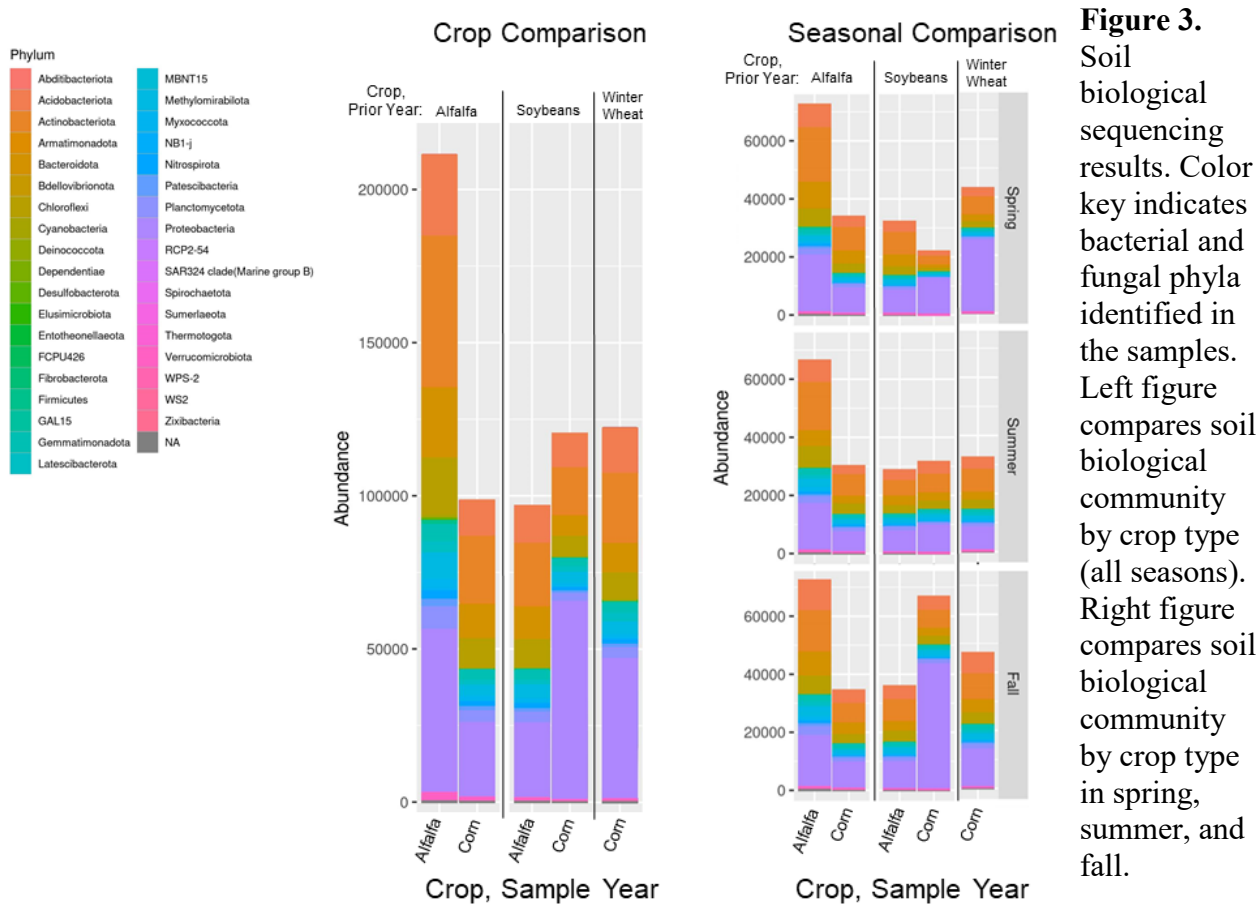 Phylum
Abditibacteriota
Acidobacteriota
Actinobacteriota
Armatimonadota
Bacteroidota
Bdellovibrionota
Chloroflexi
Cyanobacteria
Deinococcota
Dependentiae
Desulfobacterota
Elusimicrobiota
Entotheonellaeota
FCPU426
Fibrobacterota
Firmicutes
GAL15
Gemmatimonadota
Latescibacterota
MBNT15
Methylomirabilota
Myxococcota
NB1-j
Nitrospirota
Patescibacteria
Planctomycetota
Proteobacteria
RCP2-54
SAR324 clade(Marine group B)
Spirochaetota
Sumerlaeota
Thermotogota
Verrucomicrobiota
WPS-2
WS2
Zixibacteria
NA
Crop Comparison
Crop,
Prior Year:
Alfalfa
Soybeans
Winter
Wheat
Abundance
200000
150000
100000
50000
0
Alfalfa
Corn
Alfalfa
Corn
Corn
Crop, Sample Year
Seasonal Comparison
Crop,
Prior Year:
Alfalfa
Soybeans
Winter
Wheat
Abundance
60000
40000
20000
0
Spring
60000
40000
20000
0
Summer
60000
40000
20000
0
Fall
Alfalfa
Corn
Alfalfa
Corn
Corn
Crop, Sample Year
Figure 3.
Soil
biological
sequencing
results. Color
key indicates
bacterial and
fungal phyla
identified in
the samples.
Left figure
compares soil
biological
community
by crop type
(all seasons).
Right figure
compares soil
biological
community
by crop type
in spring,
summer, and
fall.